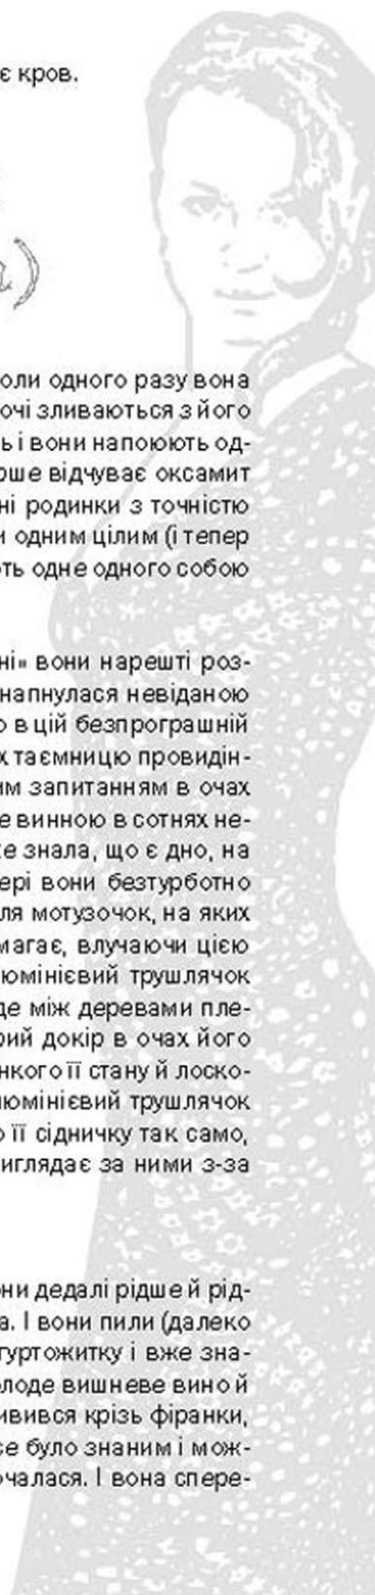 є кров.
а)
оли одного разу вона
очі зливаються з його
ь і вони напоюють од-
рше відчуває оксамит
ні родинки з точністю
и одним цілим (і тепер
ють одне одного собою
ні» вони нарешті роз-
напнулася невіданою
о в цій безпрограшній
х таємницю провидін-
им запитанням в очах
е винною в сотнях не-
же знала, що є дно, на
ері вони безтурботно
ля мотузочок, на яких
магає, влучаючи цією
юмінієвий трушлячок
де між деревами пле-
рий докір в очах його
нкого її стану й лоско-
люмінієвий трушлячок
о її сідничку так само,
иглядає за ними з-за
они дедалі рідше й рід-
а. І вони пили (далеко
гуртожитку і вже зна-
олоде вишневе вино й
ивився крізь фіранки,
се було знаним і мож-
очалася. І вона спере-